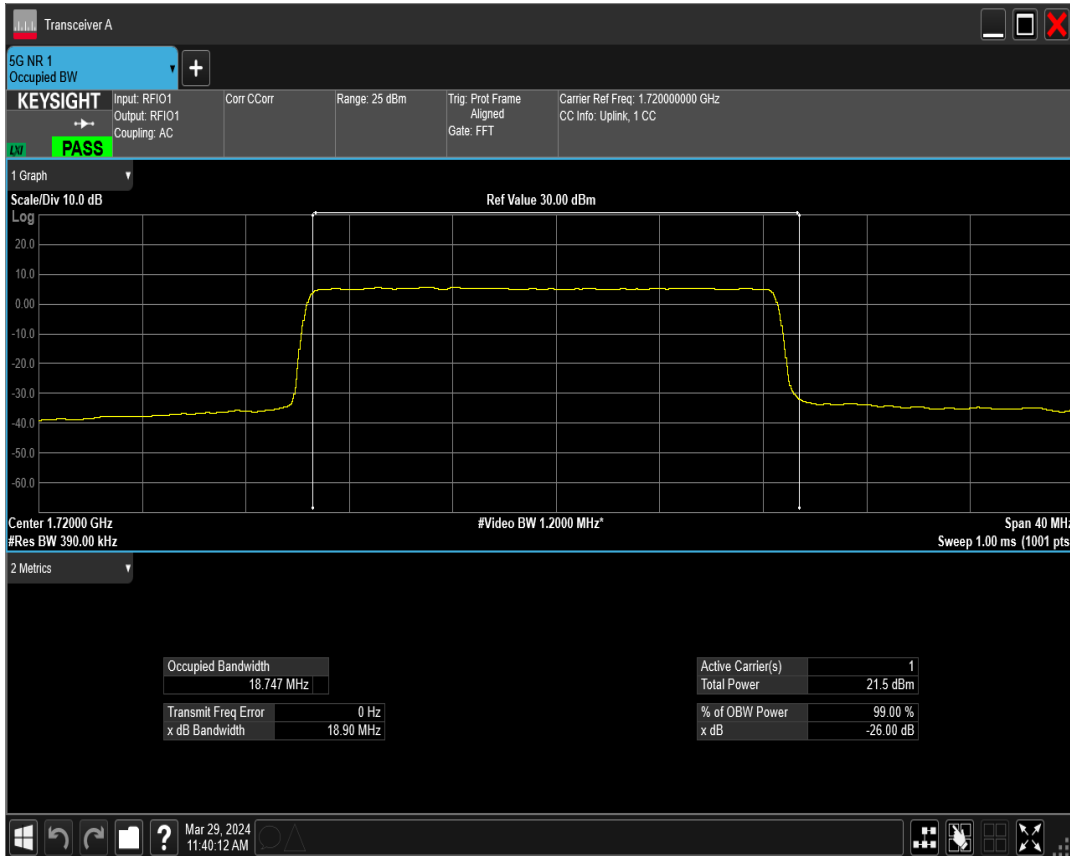 Transceiver A
5G NR 1
Occupied BW
+
KEYSIGHT
LXI
PASS
Input: RFIO1
Output: RFIO1
Coupling: AC
Corr CCorr
Range: 25 dBm
Trig: Prot Frame
Aligned
Gate: FFT
Carrier Ref Freq: 1.720000000 GHz
CC Info: Uplink, 1 CC
1 Graph
Scale/Div 10.0 dB
Ref Value 30.00 dBm
Log
20.0
10.0
0.00
-10.0
-20.0
-30.0
-40.0
-50.0
-60.0
Center 1.72000 GHz
#Video BW 1.2000 MHz*
Span 40 MHz
#Res BW 390.00 kHz
Sweep 1.00 ms (1001 pts
2 Metrics
Occupied Bandwidth
18.747 MHz
Transmit Freq Error 0 Hz
x dB Bandwidth 18.90 MHz
Active Carrier(s) 1
Total Power 21.5 dBm
% of OBW Power 99.00 %
x dB -26.00 dB
?
Mar 29, 2024
11:40:12 AM